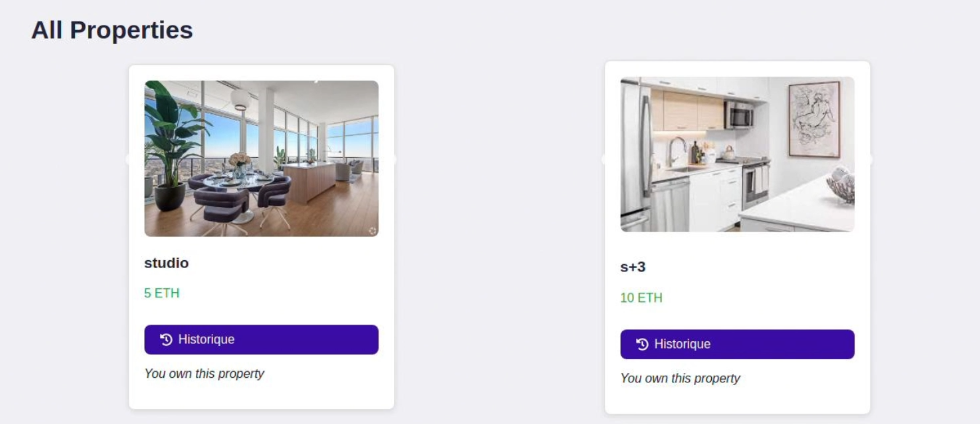 All Properties
studio
5 ETH
Historique
You own this property
s+3
10 ETH
Historique
You own this property